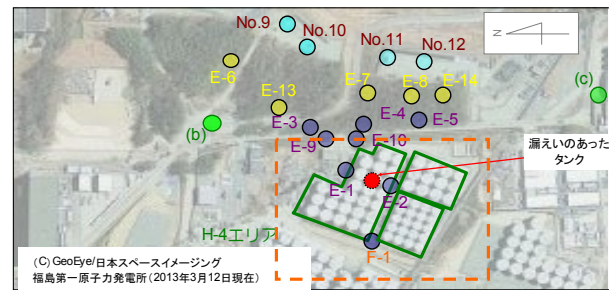 No.9
No.10
No.11
No.12
N
E-6
E-7
E-8
E-14
(c)
E-13
(b)
E-3
E-4
E-5
E-9
E-10
漏えいのあった
タンク
E-1
E-2
H-4エリア
F-1
(C) GeoEye/日本スペースイメージング
福島第一原子力発電所(2013年3月12日現在)